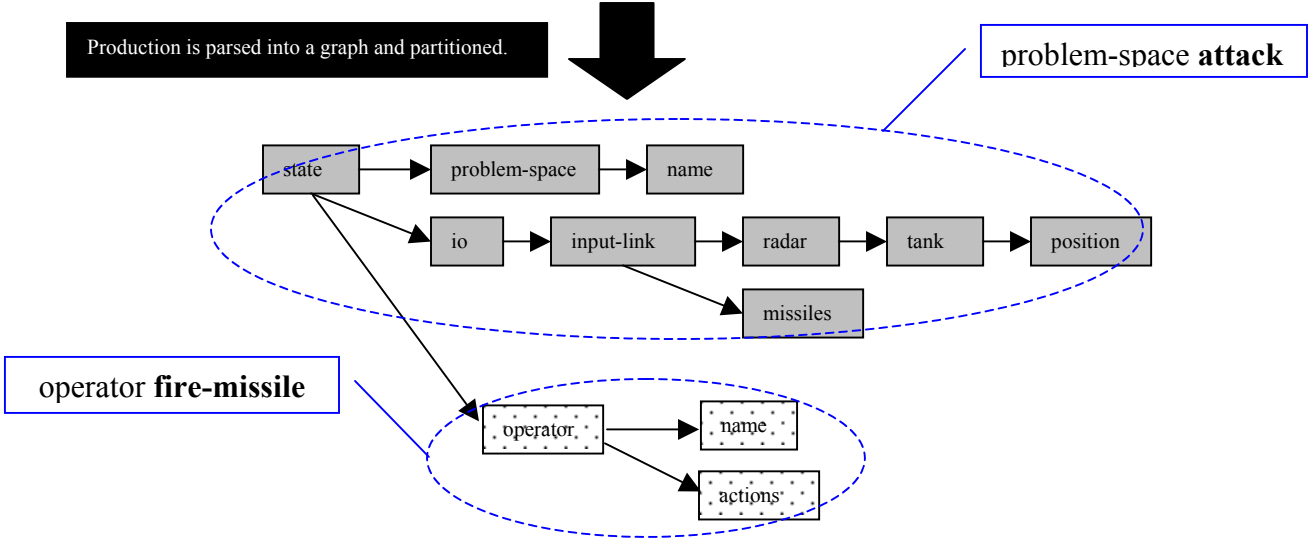 Production is parsed into a graph and partitioned.
problem-space attack
state
problem-space
name
io
input-link
radar
tank
position
missiles
operator fire-missile
operator
name
actions